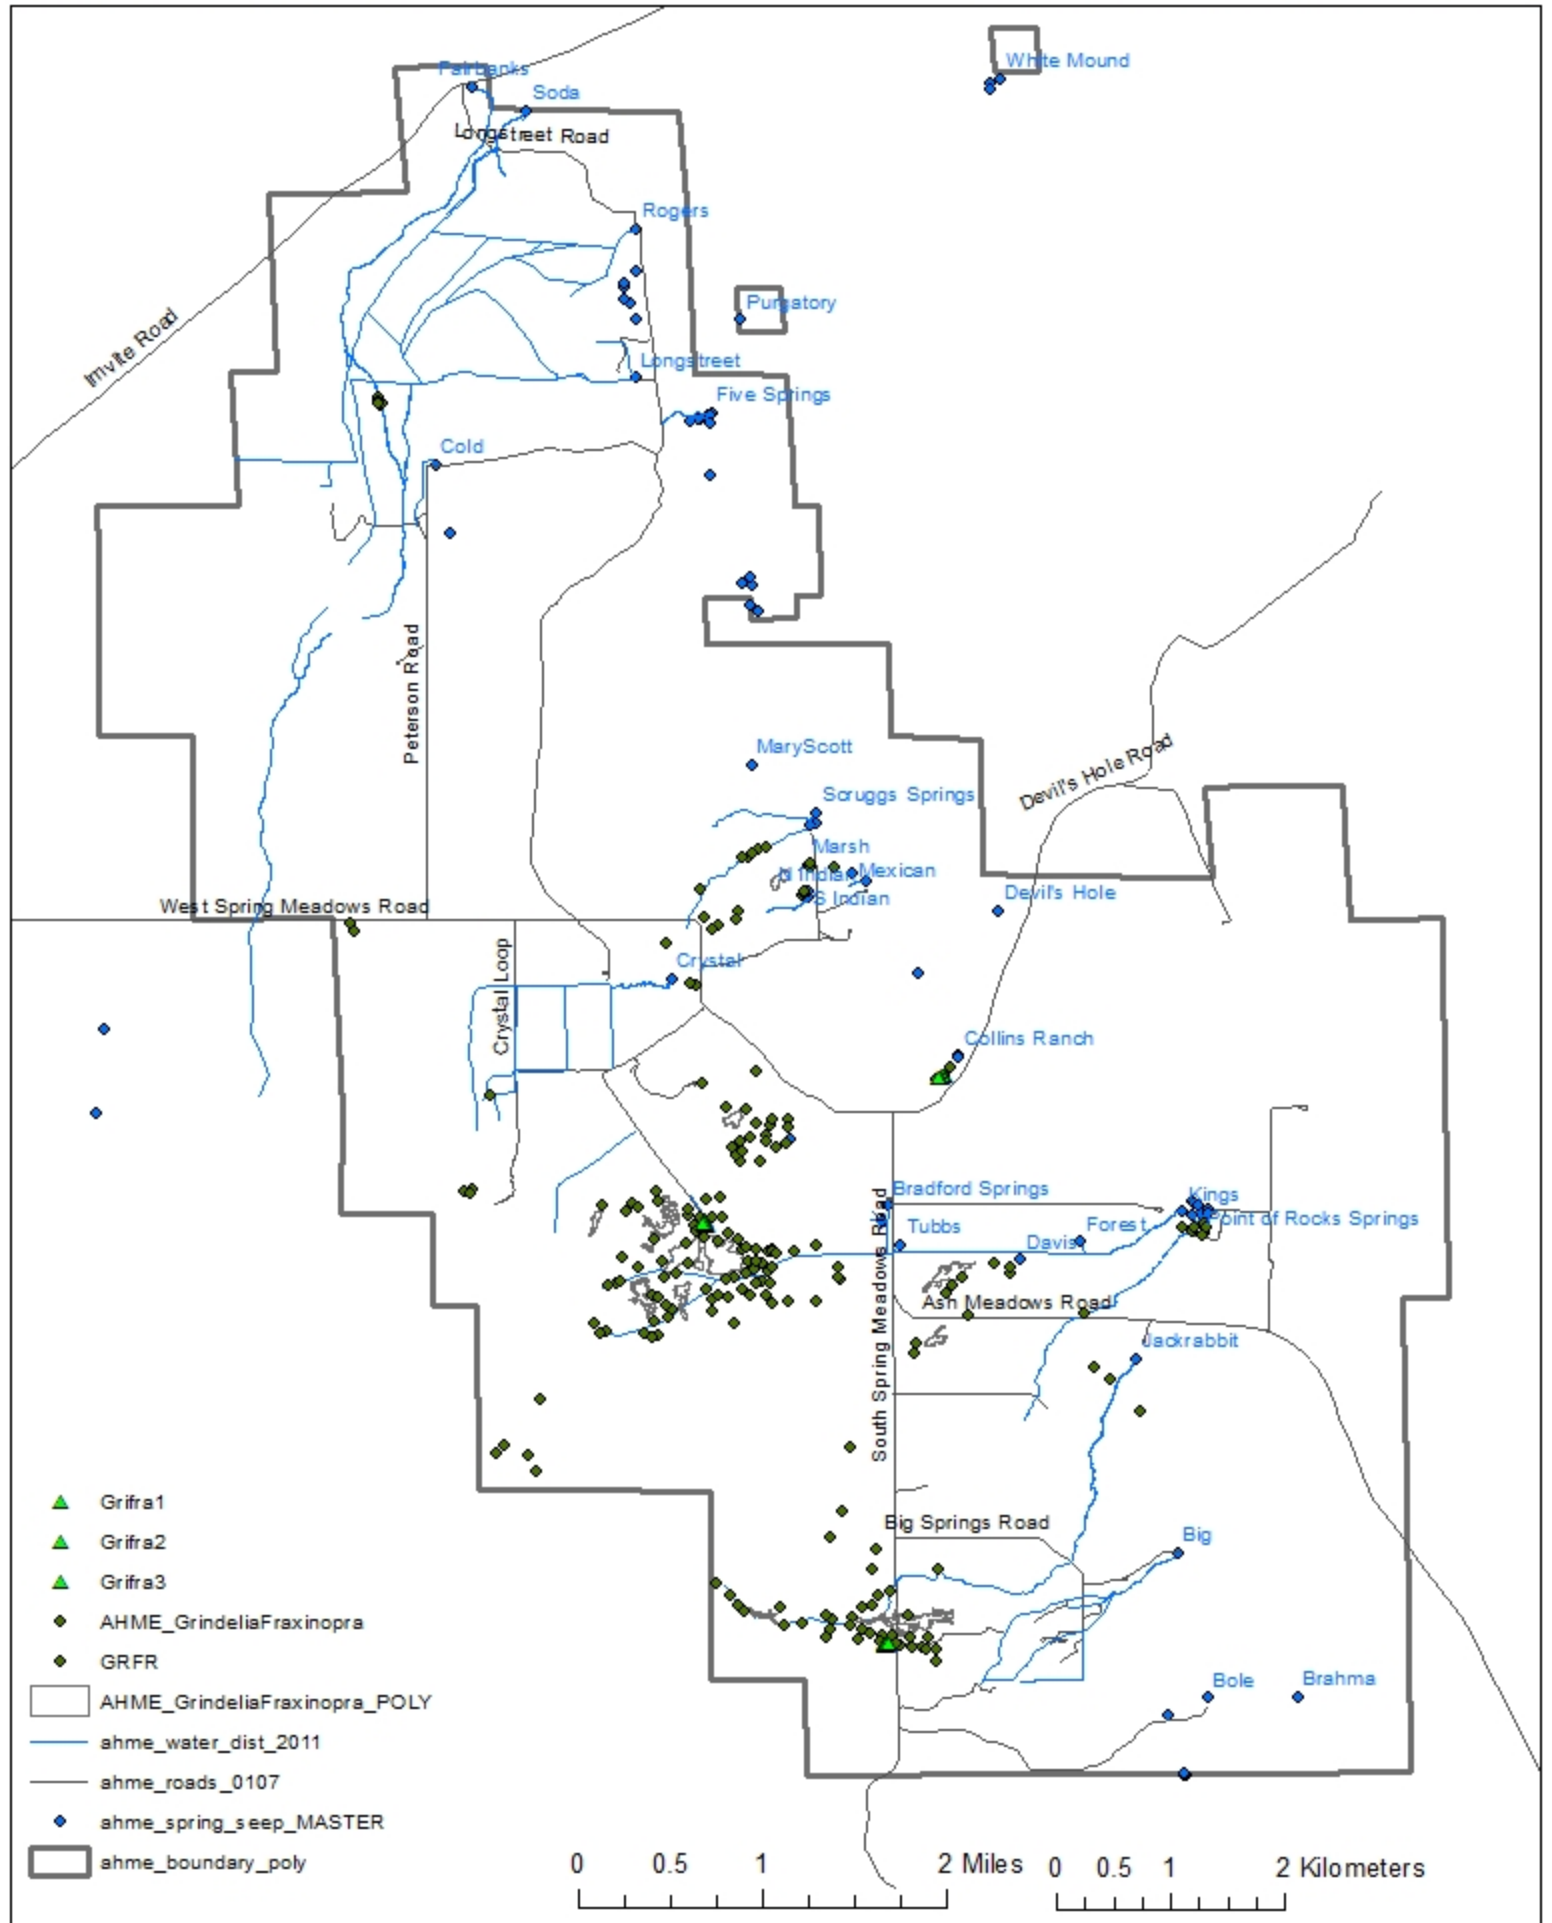 Fairbanks
White Mound
Soda
Longstreet Road
Rogers
Purgatory
Imvite Road
Longstreet
Five Springs
Cold
Peterson Road
MaryScott
Devil's Hole Road
Scruggs Springs
Marsh
N Indian
Mexican
S Indian
Devil's Hole
West Spring Meadows Road
Crystal
Crystal Loop
Collins Ranch
Bradford Springs
Kings
Point of Rocks Springs
Tubbs
Forest
Davis
South Spring Meadows Road
Ash Meadows Road
Jackrabbit
Big Springs Road
Big
Bole
Brahma
Grifra1
Grifra2
Grifra3
AHME_GrindeliaFraxinopra
GRFR
AHME_GrindeliaFraxinopra_POLY
ahme_water_dist_2011
ahme_roads_0107
ahme_spring_seep_MASTER
ahme_boundary_poly
0 0.5 1 2 Miles
0 0.5 1 2 Kilometers